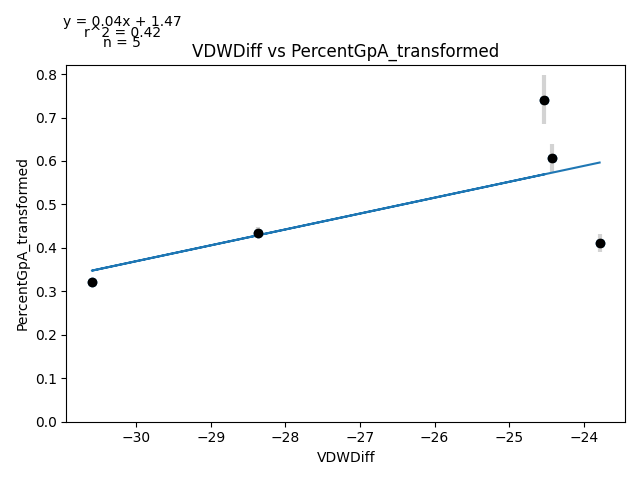 y = 0.04x + 1.47
r^2 = 0.42
n = 5
VDWDiff vs PercentGpA_transformed
0.8
0.7
0.6
0.5
0.4
0.3
0.2
0.1
0.0
PercentGpA_transformed
−30
−29
−28
−27
−26
−25
−24
VDWDiff